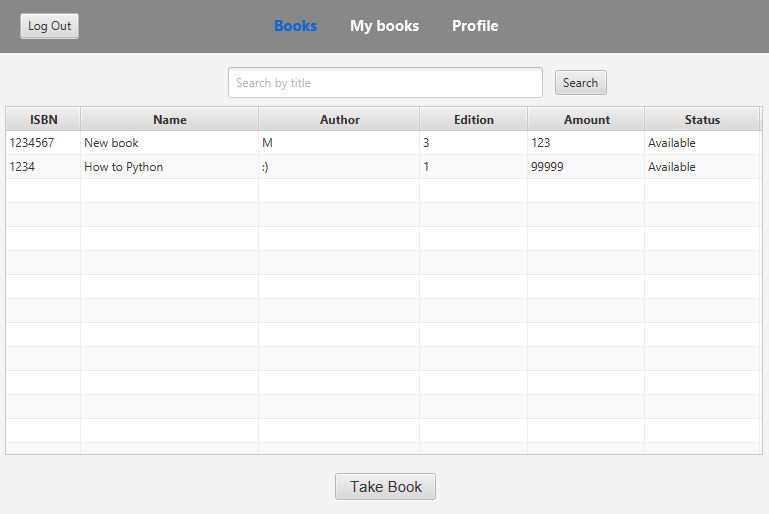 Log Out Books My books Profile
Search by title Search
ISBN Name Author Edition Amount Status
1234567 New book M 3 123 Available
1234 How to Python :) 1 99999 Available
Take Book